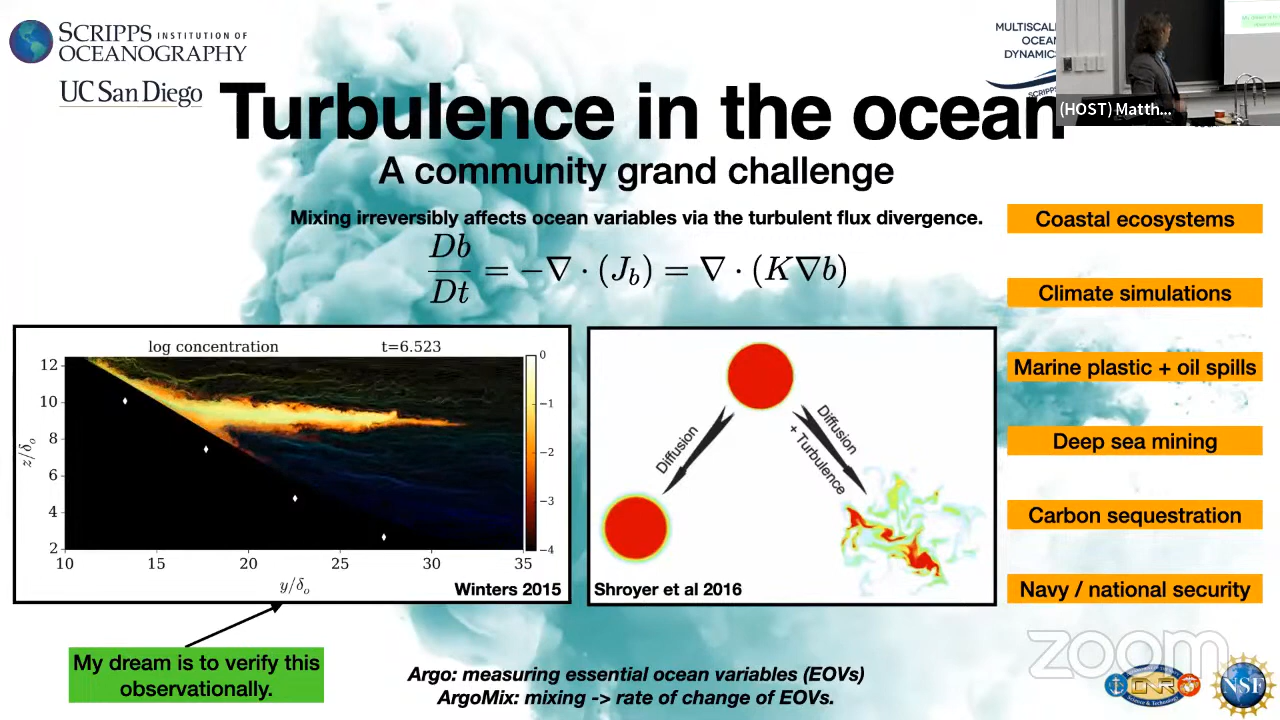 SCRIPPS INSTITUTION OF
OCEANOGRAPHY
UC San Diego
MULTISCAL
OCEAN
DYNAMICS
SCRIPPS
(HOST) Matth...
Turbulence in the ocean
A community grand challenge
Mixing irreversibly affects ocean variables via the turbulent flux divergence.
Db/Dt = −∇ · (J_b) = ∇ · (K∇b)
Coastal ecosystems
Climate simulations
Marine plastic + oil spills
Deep sea mining
Carbon sequestration
Navy / national security
log concentration t=6.523
z/δ_o
12
10
8
6
4
2
10 15 20 25 30 35
y/δ_o
0
−1
−2
−3
−4
Winters 2015
Diffusion
Diffusion
+ Turbulence
Shroyer et al 2016
My dream is to verify this
observationally.
Argo: measuring essential ocean variables (EOVs)
ArgoMix: mixing -> rate of change of EOVs.
zoom
NSF